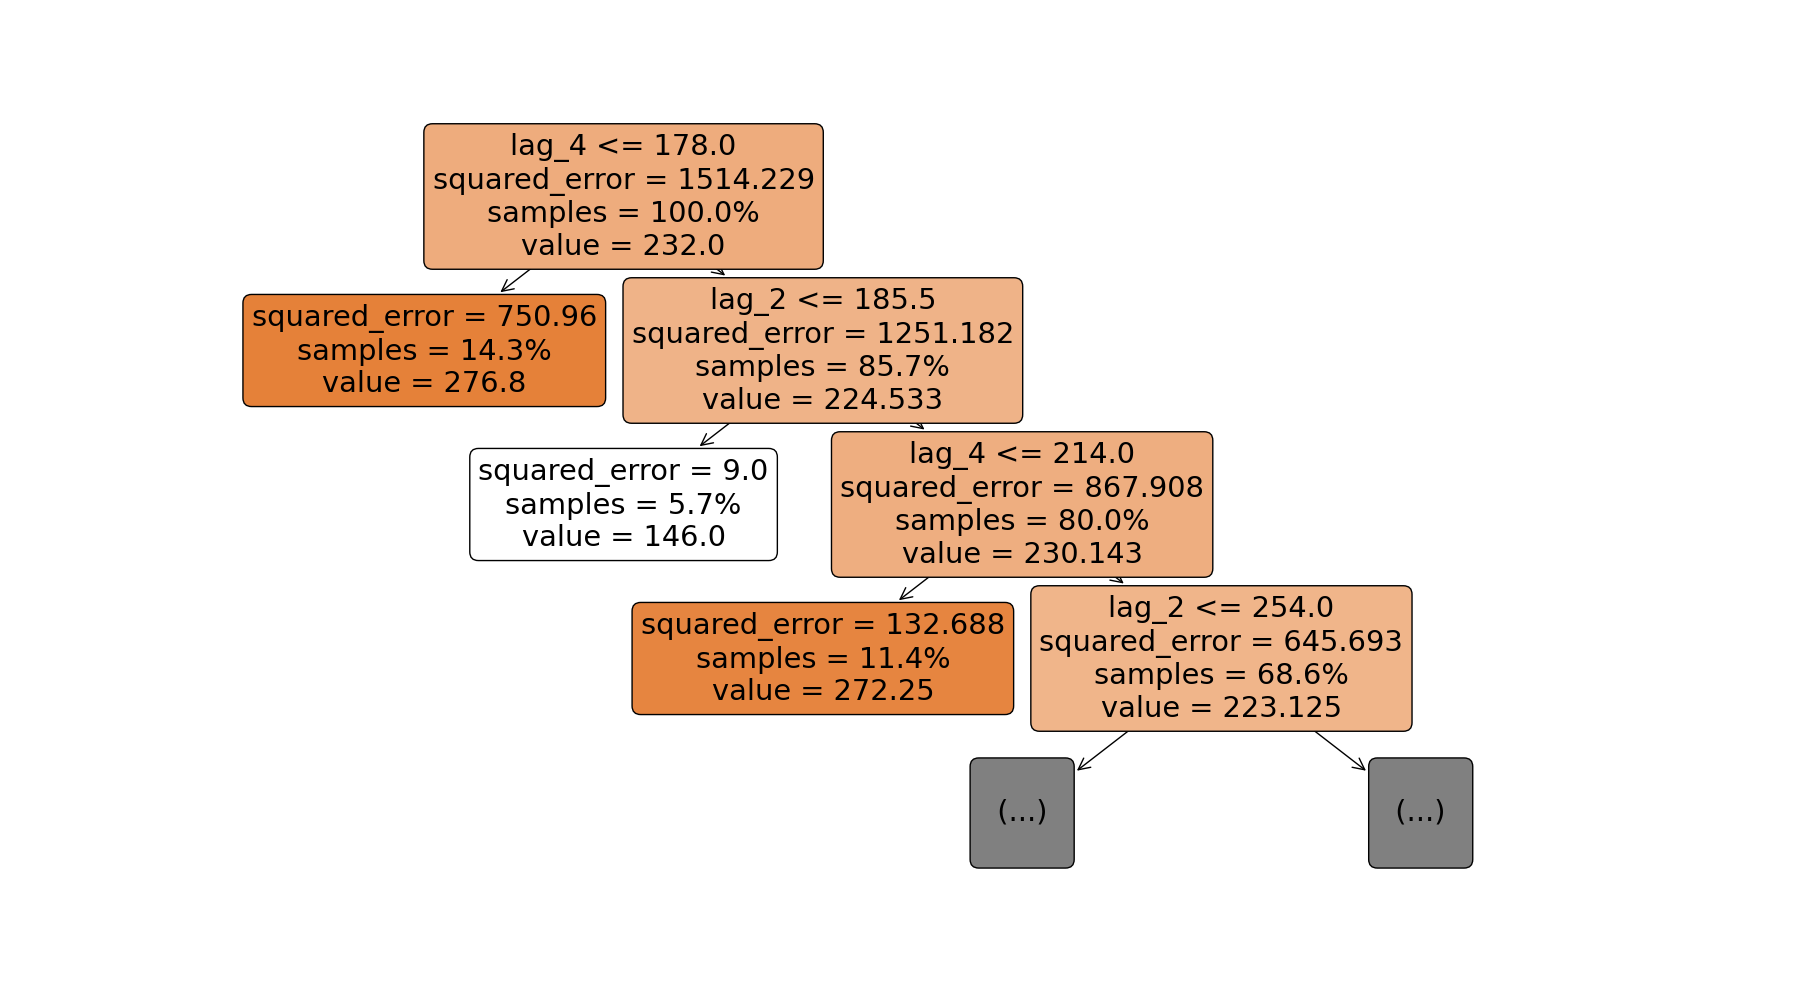 lag_4 <= 178.0
squared_error = 1514.229
samples = 100.0%
value = 232.0
squared_error = 750.96
samples = 14.3%
value = 276.8
lag_2 <= 185.5
squared_error = 1251.182
samples = 85.7%
value = 224.533
squared_error = 9.0
samples = 5.7%
value = 146.0
lag_4 <= 214.0
squared_error = 867.908
samples = 80.0%
value = 230.143
squared_error = 132.688
samples = 11.4%
value = 272.25
lag_2 <= 254.0
squared_error = 645.693
samples = 68.6%
value = 223.125
(...)
(...)